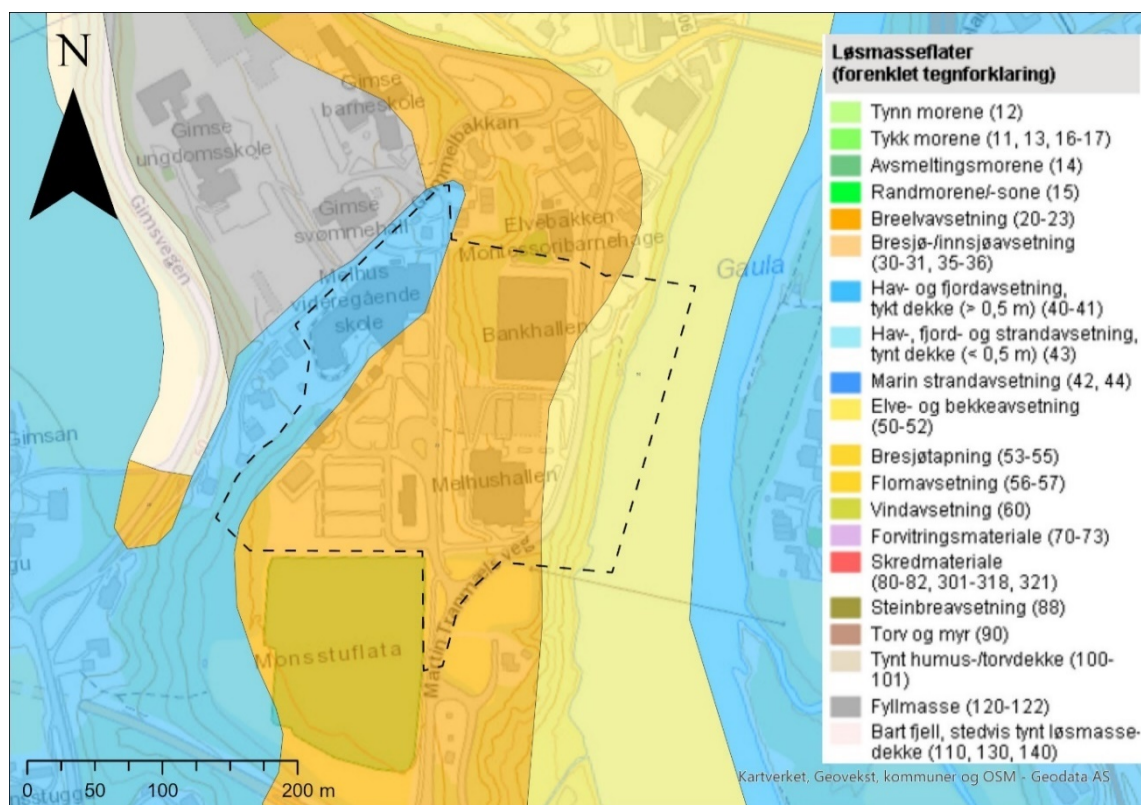 N
Gimse
barneskole
Gimse
ungdomsskole
Gimse
svømmehall
Gimsvegen
Elvebakken
Montessoribarnehage
Gaula
Melhus
videregående
skole
Bankhallen
Gimsan
Melhushallen
Martin Tranmæls veg
Monsstuflata
0 50 100 200 m
Løsmasseflater
(forenklet tegnforklaring)
Tynn morene (12)
Tykk morene (11, 13, 16-17)
Avsmeltingsmorene (14)
Randmorene/-sone (15)
Breelvavsetning (20-23)
Bresjø-/innsjøavsetning
(30-31, 35-36)
Hav- og fjordavsetning,
tykt dekke (> 0,5 m) (40-41)
Hav-, fjord- og strandavsetning,
tynt dekke (< 0,5 m) (43)
Marin strandavsetning (42, 44)
Elve- og bekkeavsetning
(50-52)
Bresjøtapning (53-55)
Flomavsetning (56-57)
Vindavsetning (60)
Forvitringsmateriale (70-73)
Skredmateriale
(80-82, 301-318, 321)
Steinbreavsetning (88)
Torv og myr (90)
Tynt humus-/torvdekke (100-
101)
Fyllmasse (120-122)
Bart fjell, stedvis tynt løsmasse-
dekke (110, 130, 140)
Kartverket, Geovekst, kommuner og OSM - Geodata AS